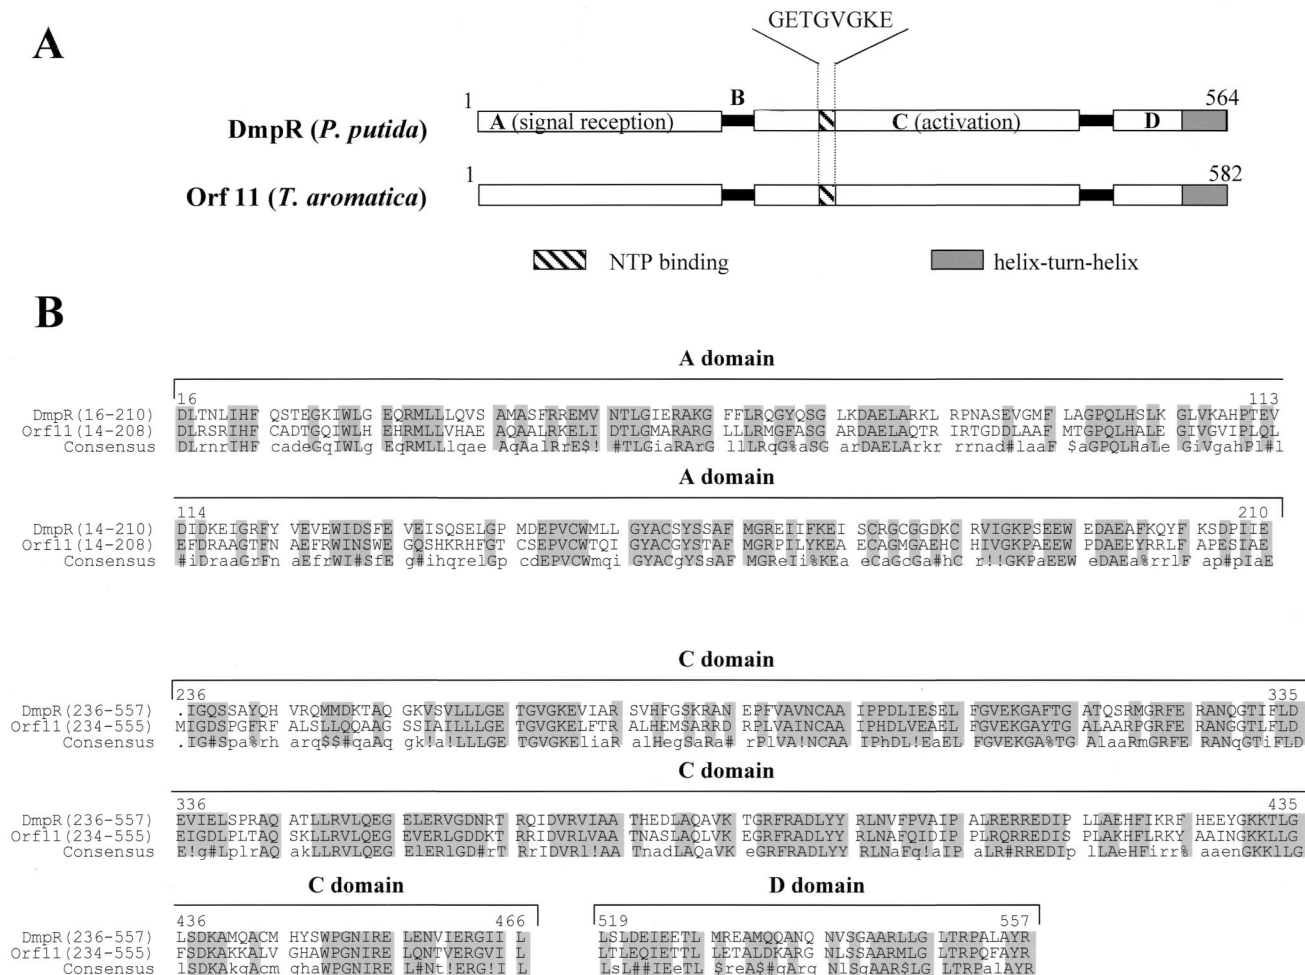 A
GETGVGKE
1
B
564
DmpR (P. putida)
A (signal reception)
C (activation)
D
1
582
Orf 11 (T. aromatica)
NTP binding
helix-turn-helix
B
A domain
16 113
DmpR(16-210) DLTNLIHF QSTEGKIWLG EQRMLLLQVS AMASFRREMV NTLGIERAKG FFLRQGYQSG LKDAELARKL RPNASEVGMF LAGPQLHSLK GLVKAHPTEV
Orf11(14-208) DLRSRIHF CADTGQIWLH EHRMLLVHAE AQAALRKELI DTLGMARARG LLLRMGFASG ARDAELAQTR IRTGDDLAAF MTGPQLHALE GIVGVIPLQL
Consensus DLrnrIHF cadeGqIWLg EqRMLLlqae AqAalRrE$! #TLGiaRArG llLRqG%aSG arDAELArkr rrnad#laaF $aGPQLHaLe GiVgahPl#l
A domain
114 210
DmpR(14-210) DIDKEIGRFY VEVEWIDSFE VEISQSELGP MDEPVCWMLL GYACSYSSAF MGREIIFKEI SCRGCGGDKC RVIGKPSEEW EDAEAFKQYF KSDPIIE
Orf11(14-208) EFDRAAGTFN AEFRWINSWE GQSHKRHFGT CSEPVCWTQI GYACGYSTAF MGRPILYKEA ECAGMGAEHC HIVGKPAEEW PDAEEYRRLF APESIAE
Consensus #iDraaGrFn aEfrWI#SfE g#ihqrelGp cdEPVCWmqi GYACgYSsAF MGReIi%KEa eCaGcGa#hC r!!GKPaEEW eDAEa%rrlF ap#pIaE
C domain
236 335
DmpR(236-557) .IGQSSAYQH VRQMMDKTAQ GKVSVLLLGE TGVGKEVIAR SVHFGSKRAN EPFVAVNCAA IPPDLIESEL FGVEKGAFTG ATQSRMGRFE RANQGTIFLD
Orf11(234-555) MIGDSPGFRF ALSLLQQAAG SSIAILLLGE TGVGKELFTR ALHEMSARRD RPLVAINCAA IPHDLVEAEL FGVEKGAYTG ALAARPGRFE RANGGTLFLD
Consensus .IG#Spa%rh arq$$#qaAq gk!a!LLLGE TGVGKEliaR alHegSaRa# rPlVA!NCAA IPhDL!EaEL FGVEKGA%TG AlaaRmGRFE RANqGTiFLD
C domain
336 435
DmpR(236-557) EVIELSPRAQ ATLLRVLQEG ELERVGDNRT RQIDVRVIAA THEDLAQAVK TGRFRADLYY RLNVFPVAIP ALRERREDIP LLAEHFIKRF HEEYGKKTLG
Orf11(234-555) EIGDLPLTAQ SKLLRVLQEG EVERLGDDKT RRIDVRLVAA TNASLAQLVK EGRFRADLYY RLNAFQIDIP PLRQRREDIS PLAKHFLRKY AAINGKKLLG
Consensus E!g#LplrAQ akLLRVLQEG ElERlGD#rT RrIDVRl!AA TnadLAQaVK eGRFRADLYY RLNaFq!aIP aLR#RREDIp lLAeHFirr% aaenGKKlLG
C domain D domain
436 466 519 557
DmpR(236-557) LSDKAMQACM HYSWPGNIRE LENVIERGII L LSLDEIEETL MREAMQQANQ NVSGAARLLG LTRPALAYR
Orf11(234-555) FSDKAKKALV GHAWPGNIRE LQNTVERGVI L LTLEQIETTL LETALDKARG NLSSAARMLG LTRPQFAYR
Consensus lSDKAkqAcm ghaWPGNIRE L#Nt!ERG!I L LsL##IEeTL $reA$#qArg NlSgAAR$LG LTRPalAYR